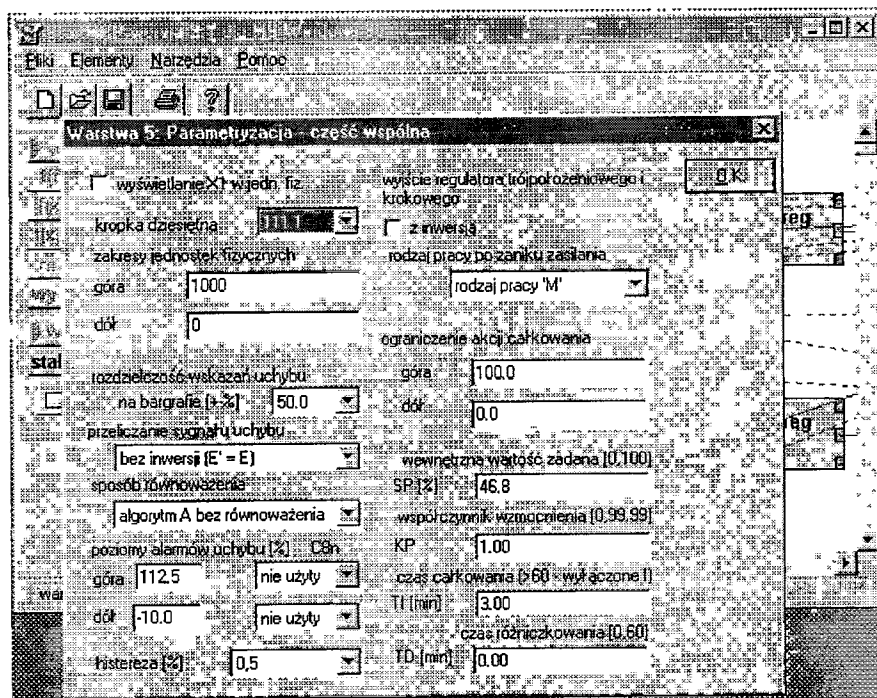 Pliki Elementy Narzędzia Pomoc
Warstwa 5: Parametryzacja - część wspólna
OK
wyświetlanie X1 w jedn. fiz.
kropka dziesiętna
zakresy jednostek fizycznych
góra 1000
dół 0
rozdzielczość wskazań uchybu
na bargrafie [+-%] 50.0
przeliczanie sygnału uchybu
bez inwersji (E' = E)
sposób równoważenia
algorytm A bez równoważenia
poziomy alarmów uchybu [%] C8n
góra 112,5 nie użyty
dół -10.0 nie użyty
histereza [%] 0,5
wyjście regulatora trójpołożeniowego i
krokowego
z inwersją
rodzaj pracy po zaniku zasilania
rodzaj pracy 'M'
ograniczenie akcji całkowania
góra 100.0
dół 0.0
wewnętrzna wartość zadana [0,100]
SP [%] 46.8
współczynnik wzmocnienia [0,99.99]
KP 1.00
czas całkowania (>60 - wyłączone I)
TI [min] 3.00
czas różniczkowania [0,60]
TD [min] 0.00
stal
reg
reg
war